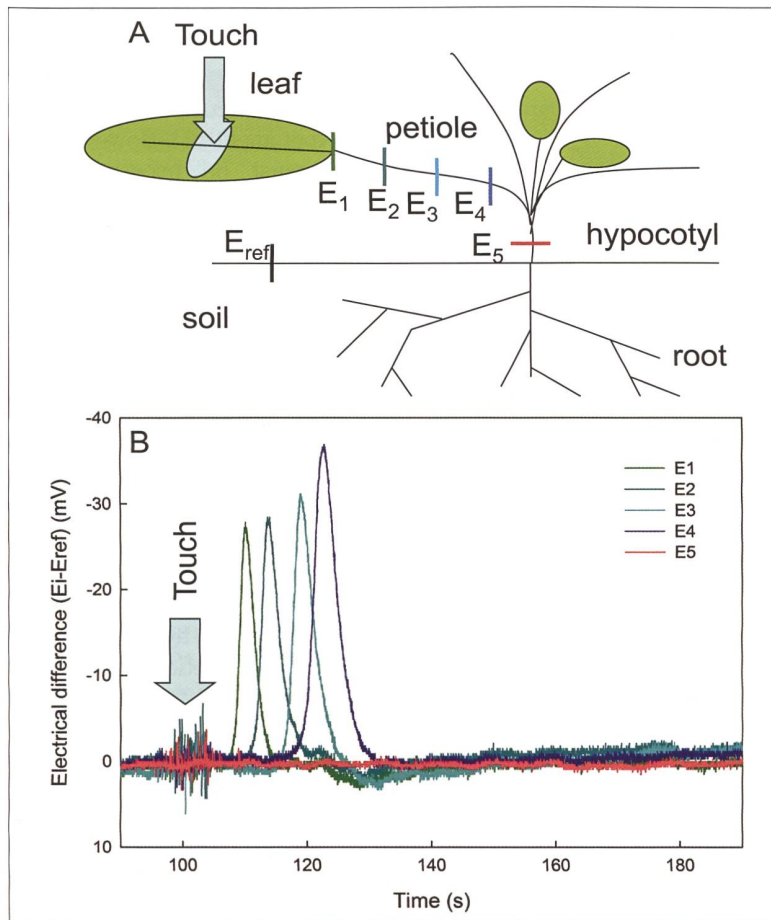 A
Touch
leaf
petiole
E1
E2
E3
E4
E5
Eref
hypocotyl
soil
root
B
Touch
-40
-30
-20
-10
0
10
Electrical difference (Ei-Eref) (mV)
E1
E2
E3
E4
E5
100
120
140
160
180
Time (s)